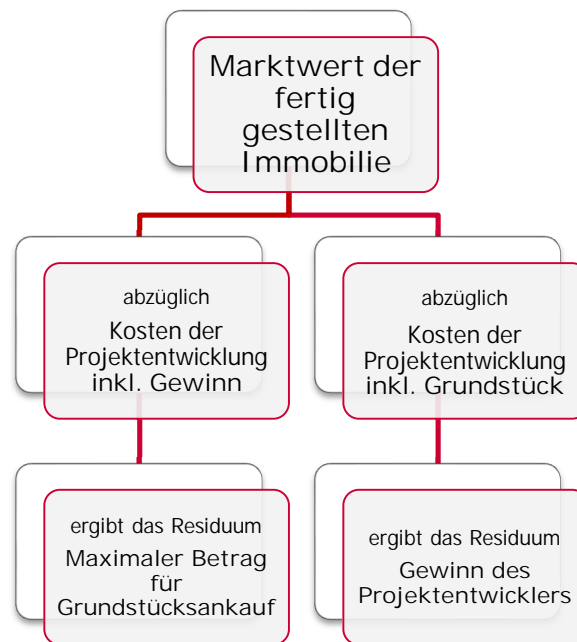 Marktwert der
fertig
gestellten
Immobilie
abzüglich
Kosten der
Projektentwicklung
inkl. Gewinn
abzüglich
Kosten der
Projektentwicklung
inkl. Grundstück
ergibt das Residuum
Maximaler Betrag
für
Grundstücksankauf
ergibt das Residuum
Gewinn des
Projektentwicklers